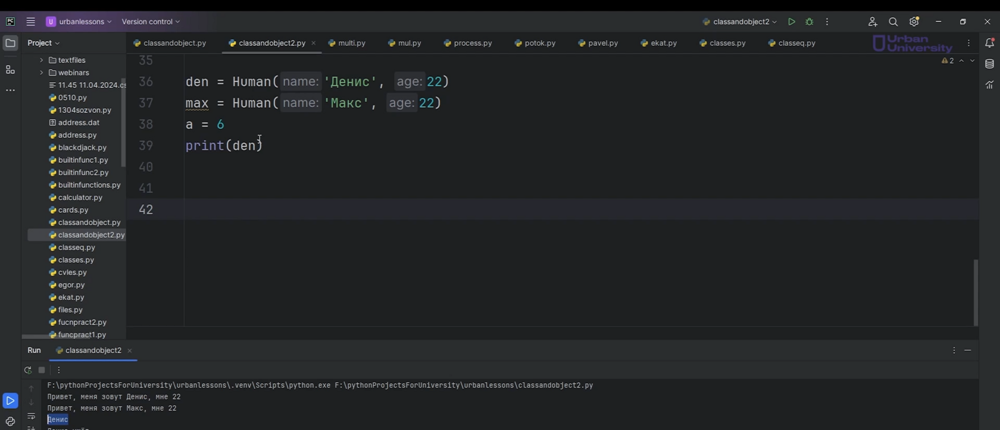 PC U urbanlessons Version control classandobject2
Project classandobject.py classandobject2.py multi.py mul.py process.py potok.py pavel.py ekat.py classes.py classeq.py
Urban
University
textfiles
webinars
11.45 11.04.2024.cs
0510.py
1304sozvon.py
address.dat
address.py
blackdjack.py
builtinfunc1.py
builtinfunc2.py
builtinfunctions.py
calculator.py
cards.py
classandobject.py
classandobject2.py
classeq.py
classes.py
cvles.py
egor.py
ekat.py
files.py
fucnpract2.py
funcpract1.py
2
35
36 den = Human(name: 'Денис', age: 22)
37 max = Human(name: 'Макс', age: 22)
38 a = 6
39 print(den)
40
41
42
Run classandobject2
F:\pythonProjectsForUniversity\urbanlessons\.venv\Scripts\python.exe F:\pythonProjectsForUniversity\urbanlessons\classandobject2.py
Привет, меня зовут Денис, мне 22
Привет, меня зовут Макс, мне 22
Денис